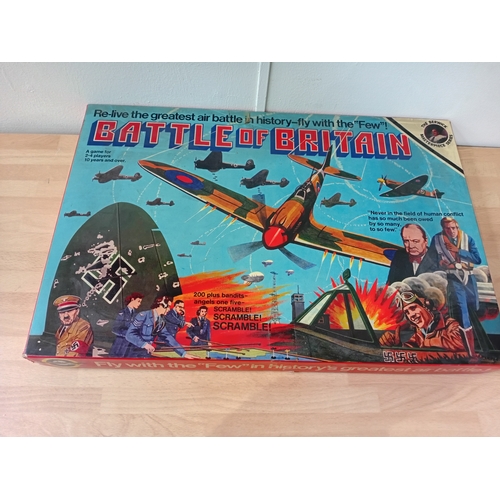 Re-live the greatest air battle in history-fly with the "Few"!
BATTLE OF BRITAIN
A game for
2-4 players
10 years and over.
THE BERWICK
MASTERPIECE
"Never in the field of human conflict
has so much been owed
by so many,
to so few."
200 plus bandits
angels one five-
SCRAMBLE!
SCRAMBLE!
SCRAMBLE!
Fly with the "Few" in history's greatest air